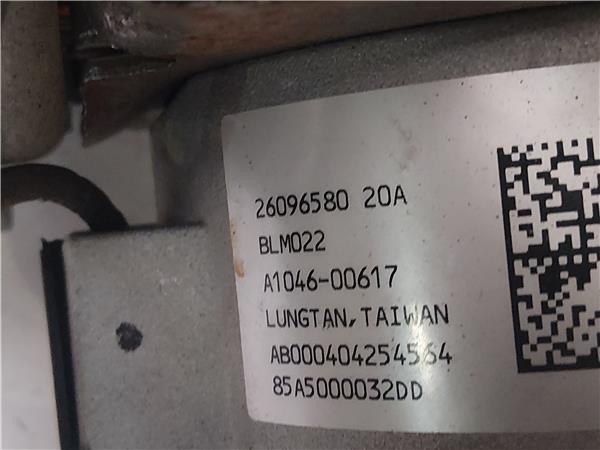 26096580 20A
BLM022
A1046-00617
LUNGTAN, TAIWAN
AB000404254564
85A5000032DD